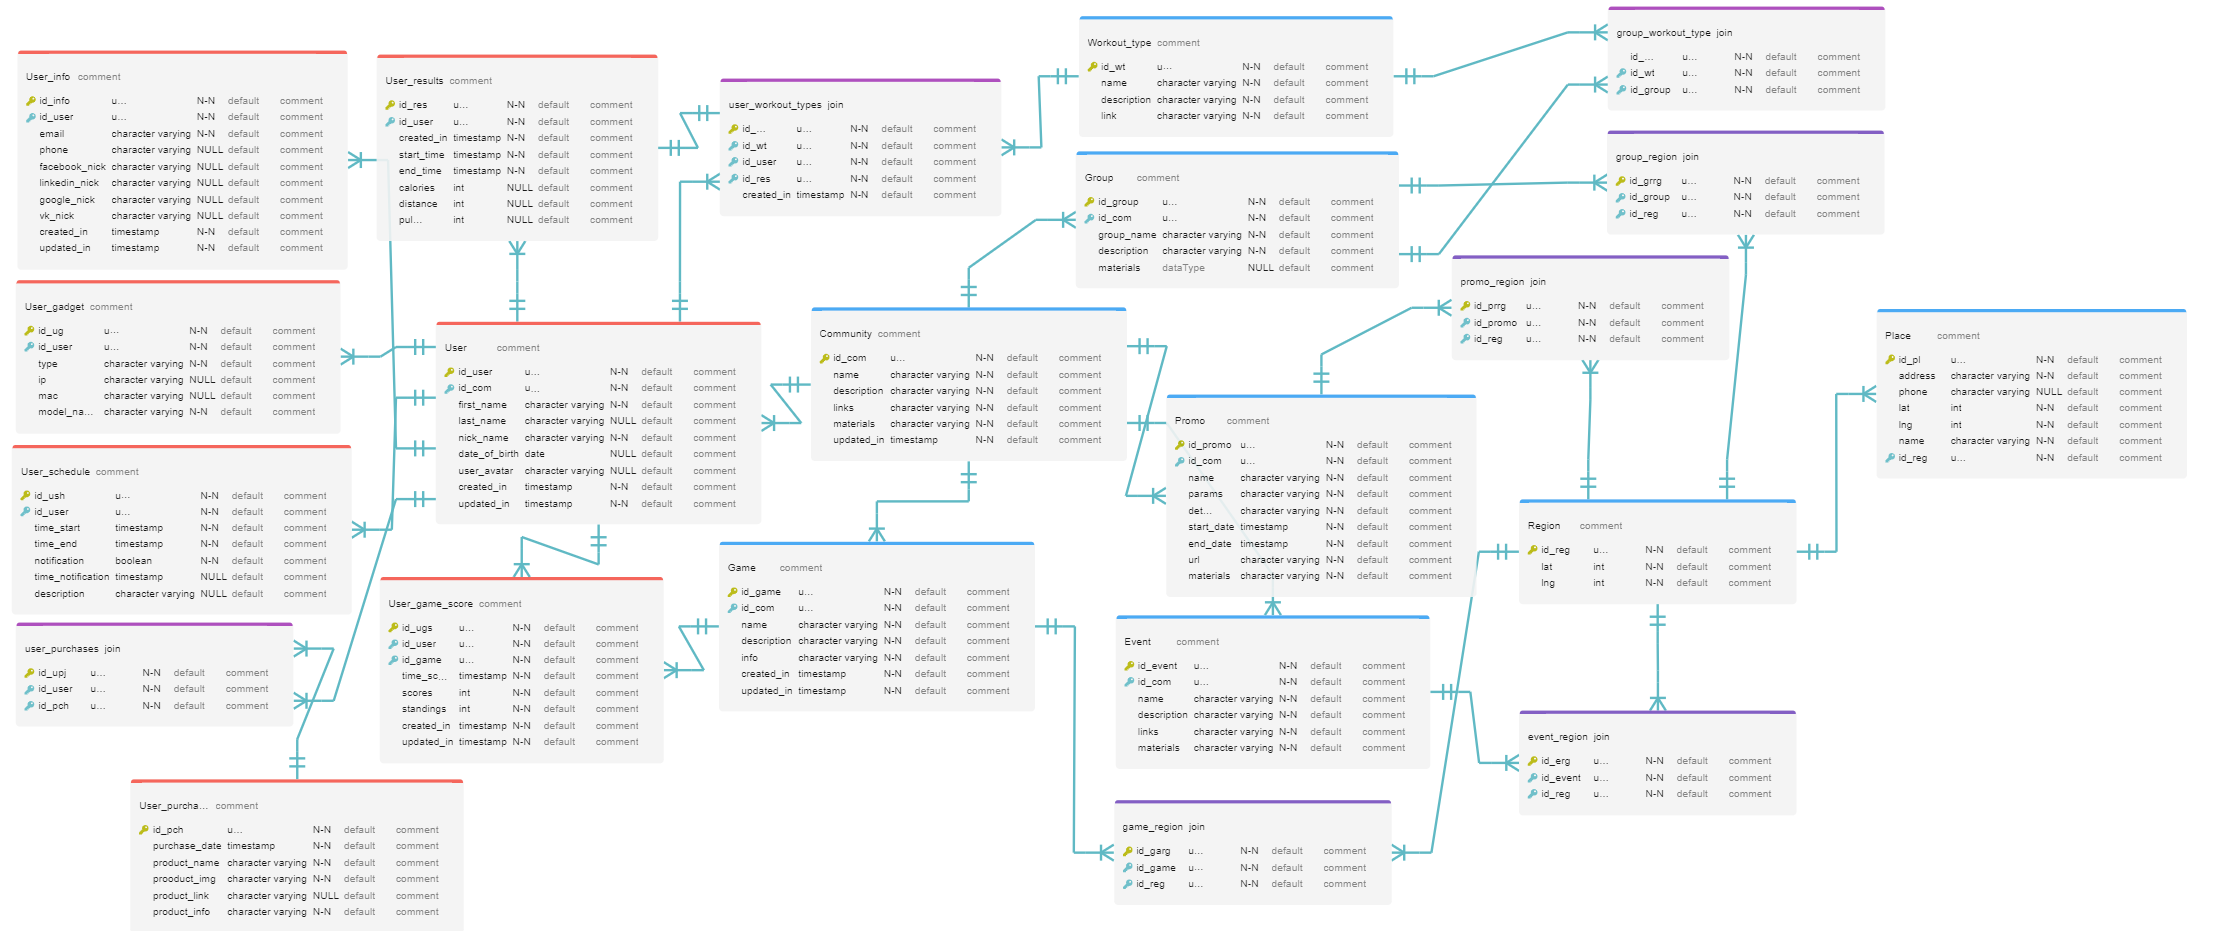 User_info comment
id_info u... N-N default comment
id_user u... N-N default comment
email character varying N-N default comment
phone character varying NULL default comment
facebook_nick character varying NULL default comment
linkedin_nick character varying NULL default comment
google_nick character varying NULL default comment
vk_nick character varying NULL default comment
created_in timestamp N-N default comment
updated_in timestamp N-N default comment
User_gadget comment
id_ug u... N-N default comment
id_user u... N-N default comment
type character varying N-N default comment
ip character varying NULL default comment
mac character varying NULL default comment
model_na... character varying N-N default comment
User_schedule comment
id_ush u... N-N default comment
id_user u... N-N default comment
time_start timestamp N-N default comment
time_end timestamp N-N default comment
notification boolean N-N default comment
time_notification timestamp NULL default comment
description character varying NULL default comment
user_purchases join
id_upj u... N-N default comment
id_user u... N-N default comment
id_pch u... N-N default comment
User_purcha... comment
id_pch u... N-N default comment
purchase_date timestamp N-N default comment
product_name character varying N-N default comment
prooduct_img character varying N-N default comment
product_link character varying NULL default comment
product_info character varying N-N default comment
User_results comment
id_res u... N-N default comment
id_user u... N-N default comment
created_in timestamp N-N default comment
start_time timestamp N-N default comment
end_time timestamp N-N default comment
calories int NULL default comment
distance int NULL default comment
pul... int NULL default comment
User comment
id_user u... N-N default comment
id_com u... N-N default comment
first_name character varying N-N default comment
last_name character varying NULL default comment
nick_name character varying N-N default comment
date_of_birth date NULL default comment
user_avatar character varying NULL default comment
created_in timestamp N-N default comment
updated_in timestamp N-N default comment
User_game_score comment
id_ugs u... N-N default comment
id_user u... N-N default comment
id_game u... N-N default comment
time_sc... timestamp N-N default comment
scores int N-N default comment
standings int N-N default comment
created_in timestamp N-N default comment
updated_in timestamp N-N default comment
user_workout_types join
id_... u... N-N default comment
id_wt u... N-N default comment
id_user u... N-N default comment
id_res u... N-N default comment
created_in timestamp N-N default comment
Community comment
id_com u... N-N default comment
name character varying N-N default comment
description character varying N-N default comment
links character varying N-N default comment
materials character varying N-N default comment
updated_in timestamp N-N default comment
Game comment
id_game u... N-N default comment
id_com u... N-N default comment
name character varying N-N default comment
description character varying N-N default comment
info character varying N-N default comment
created_in timestamp N-N default comment
updated_in timestamp N-N default comment
Workout_type comment
id_wt u... N-N default comment
name character varying N-N default comment
description character varying N-N default comment
link character varying N-N default comment
Group comment
id_group u... N-N default comment
id_com u... N-N default comment
group_name character varying N-N default comment
description character varying N-N default comment
materials dataType NULL default comment
Promo comment
id_promo u... N-N default comment
id_com u... N-N default comment
name character varying N-N default comment
params character varying N-N default comment
det... character varying N-N default comment
start_date timestamp N-N default comment
end_date timestamp N-N default comment
url character varying N-N default comment
materials character varying N-N default comment
Event comment
id_event u... N-N default comment
id_com u... N-N default comment
name character varying N-N default comment
description character varying N-N default comment
links character varying N-N default comment
materials character varying N-N default comment
game_region join
id_garg u... N-N default comment
id_game u... N-N default comment
id_reg u... N-N default comment
group_workout_type join
id_... u... N-N default comment
id_wt u... N-N default comment
id_group u... N-N default comment
group_region join
id_grrg u... N-N default comment
id_group u... N-N default comment
id_reg u... N-N default comment
promo_region join
id_prrg u... N-N default comment
id_promo u... N-N default comment
id_reg u... N-N default comment
Region comment
id_reg u... N-N default comment
lat int N-N default comment
lng int N-N default comment
event_region join
id_erg u... N-N default comment
id_event u... N-N default comment
id_reg u... N-N default comment
Place comment
id_pl u... N-N default comment
address character varying N-N default comment
phone character varying NULL default comment
lat int N-N default comment
lng int N-N default comment
name character varying N-N default comment
id_reg u... N-N default comment